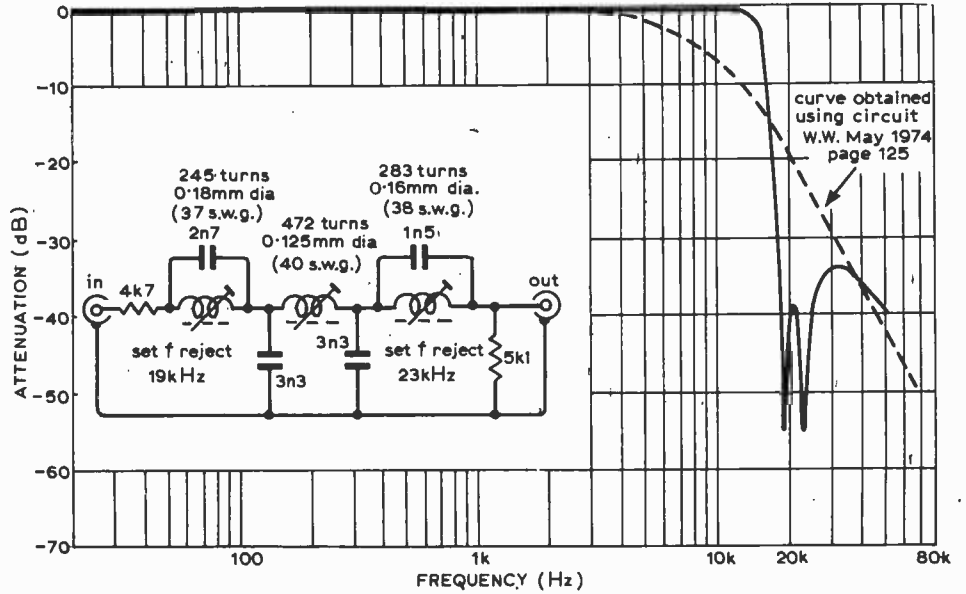 0
-10
-20
-30
-40
-50
-60
-70
ATTENUATION (dB)
100
1k
10k
20k
80k
FREQUENCY (Hz)
curve obtained
using circuit
W.W. May 1974
page 125
245 turns
0·18mm dia
(37 s.w.g.)
2n7
472 turns
0·125mm dia
(40 s.w.g.)
283 turns
0·16mm dia.
(38 s.w.g.)
1n5
in
4k7
out
set f reject
19kHz
3n3
3n3
set f reject
23kHz
5k1